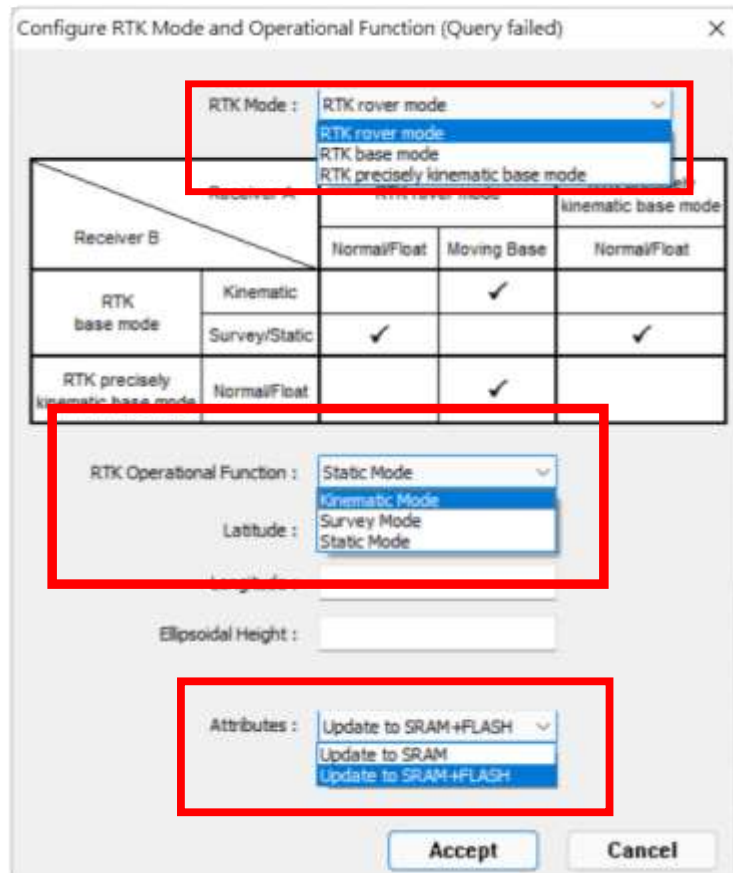 Configure RTK Mode and Operational Function (Query failed)
RTK Mode : RTK rover mode
RTK rover mode
RTK base mode
RTK precisely kinematic base mode
kinematic base mode
Receiver B
Normal/Float Moving Base Normal/Float
RTK
base mode
Kinematic ✓
Survey/Static ✓ ✓
RTK precisely
kinematic base mode
Normal/Float ✓
RTK Operational Function : Static Mode
Kinematic Mode
Survey Mode
Static Mode
Latitude :
Ellipsoidal Height :
Attributes : Update to SRAM+FLASH
Update to SRAM
Update to SRAM+FLASH
Accept Cancel